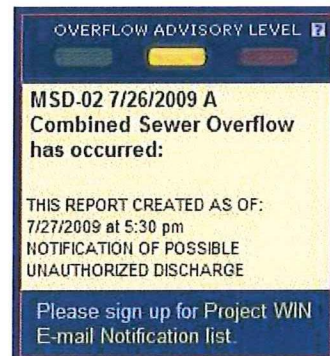 OVERFLOW ADVISORY LEVEL ?
MSD-02 7/26/2009 A
Combined Sewer Overflow
has occurred:
THIS REPORT CREATED AS OF:
7/27/2009 at 5:30 pm
NOTIFICATION OF POSSIBLE
UNAUTHORIZED DISCHARGE
Please sign up for Project WIN
E-mail Notification list.